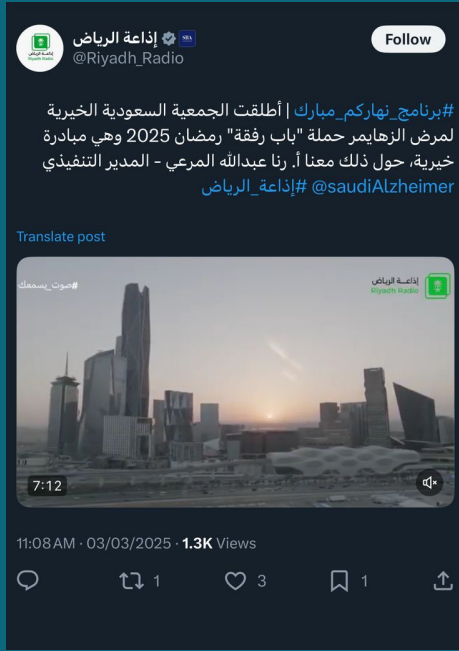 إذاعة الرياض
@Riyadh_Radio
Follow
#برنامج_نهاركم_مبارك | أطلقت الجمعية السعودية الخيرية
لمرض الزهايمر حملة "باب رفقة" رمضان 2025 وهي مبادرة
خيرية، حول ذلك معنا أ. رنا عبدالله المرعي - المدير التنفيذي
@saudiAlzheimer #إذاعة_الرياض
Translate post
#صوت_يسمعك
إذاعة الرياض
Riyadh Radio
7:12
11:08 AM · 03/03/2025 · 1.3K Views
1
3
1